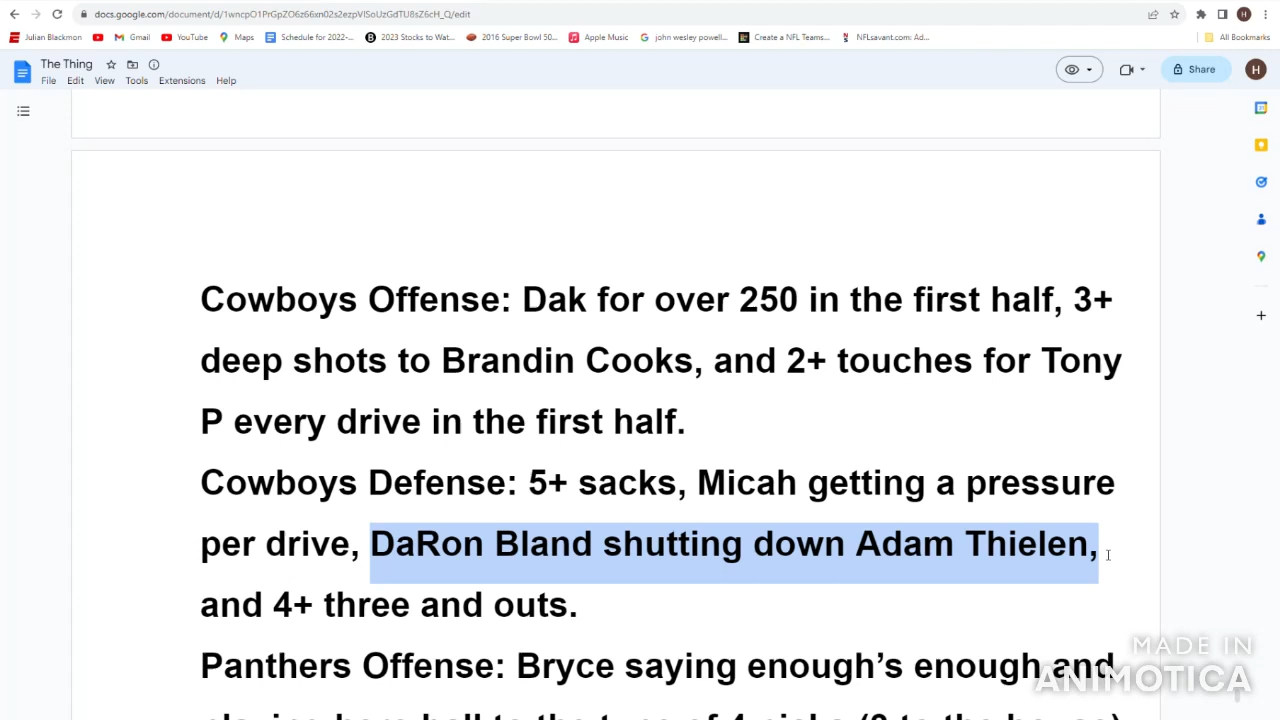 docs.google.com/document/d/1wncpO1PrGpZO6z66xn02s2ezpVlSoUzGdTU8sZ6cH_Q/edit
Julian Blackmon
Gmail
YouTube
Maps
Schedule for 2022-...
2023 Stocks to Wat...
2016 Super Bowl 50...
Apple Music
john wesley powell...
Create a NFL Teams...
NFLsavant.com: Ad...
All Bookmarks
The Thing
File Edit View Tools Extensions Help
Share
H
Cowboys Offense: Dak for over 250 in the first half, 3+
deep shots to Brandin Cooks, and 2+ touches for Tony
P every drive in the first half.
Cowboys Defense: 5+ sacks, Micah getting a pressure
per drive, DaRon Bland shutting down Adam Thielen,
and 4+ three and outs.
Panthers Offense: Bryce saying enough's enough and
MADE IN
ANIMOTICA